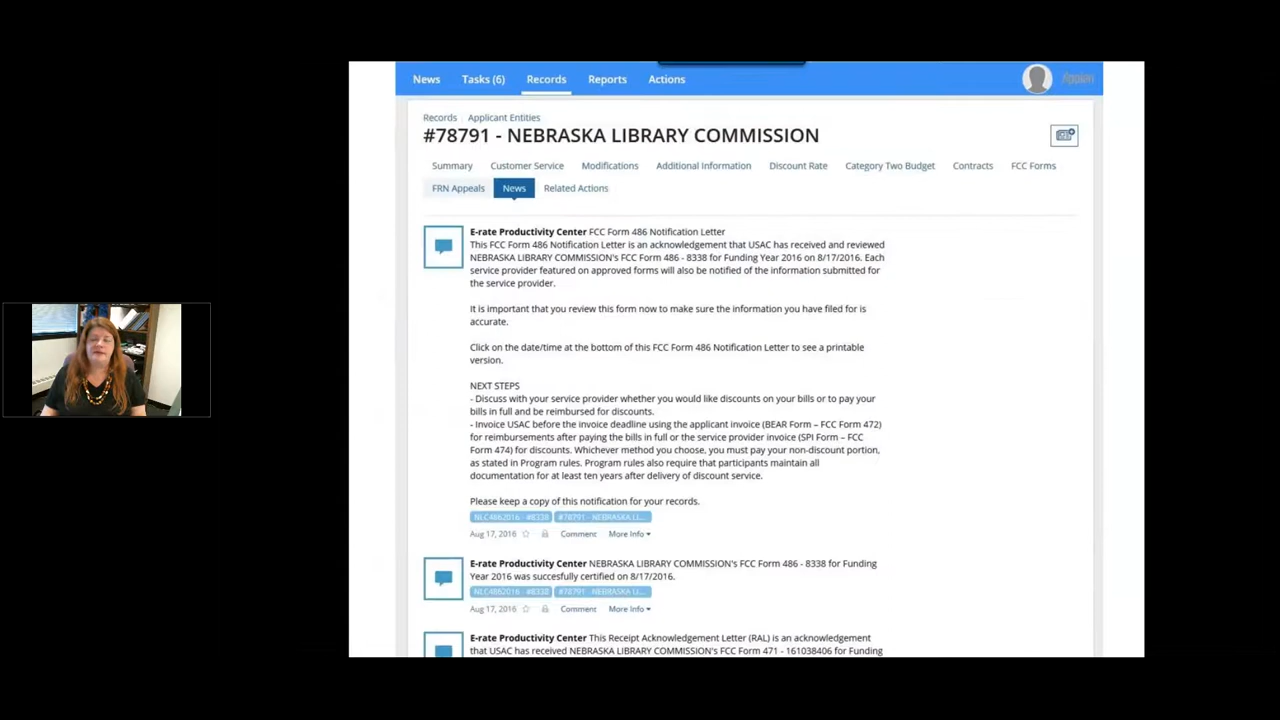 News Tasks (6) Records Reports Actions Appian
Records Applicant Entities
#78791 - NEBRASKA LIBRARY COMMISSION
Summary Customer Service Modifications Additional Information Discount Rate Category Two Budget Contracts FCC Forms
FRN Appeals News Related Actions
E-rate Productivity Center FCC Form 486 Notification Letter
This FCC Form 486 Notification Letter is an acknowledgement that USAC has received and reviewed
NEBRASKA LIBRARY COMMISSION's FCC Form 486 - 8338 for Funding Year 2016 on 8/17/2016. Each
service provider featured on approved forms will also be notified of the information submitted for
the service provider.
It is important that you review this form now to make sure the information you have filed for is
accurate.
Click on the date/time at the bottom of this FCC Form 486 Notification Letter to see a printable
version.
NEXT STEPS
- Discuss with your service provider whether you would like discounts on your bills or to pay your
bills in full and be reimbursed for discounts.
- Invoice USAC before the invoice deadline using the applicant invoice (BEAR Form – FCC Form 472)
for reimbursements after paying the bills in full or the service provider invoice (SPI Form – FCC
Form 474) for discounts. Whichever method you choose, you must pay your non-discount portion,
as stated in Program rules. Program rules also require that participants maintain all
documentation for at least ten years after delivery of discount service.
Please keep a copy of this notification for your records.
NLC4862016 - #8338 #78791 - NEBRASKA LI...
Aug 17, 2016 Comment More Info
E-rate Productivity Center NEBRASKA LIBRARY COMMISSION's FCC Form 486 - 8338 for Funding
Year 2016 was succesfully certified on 8/17/2016.
NLC4862016 - #8338 #78791 - NEBRASKA LI...
Aug 17, 2016 Comment More Info
E-rate Productivity Center This Receipt Acknowledgement Letter (RAL) is an acknowledgement
that USAC has received NEBRASKA LIBRARY COMMISSION's FCC Form 471 - 161038406 for Funding